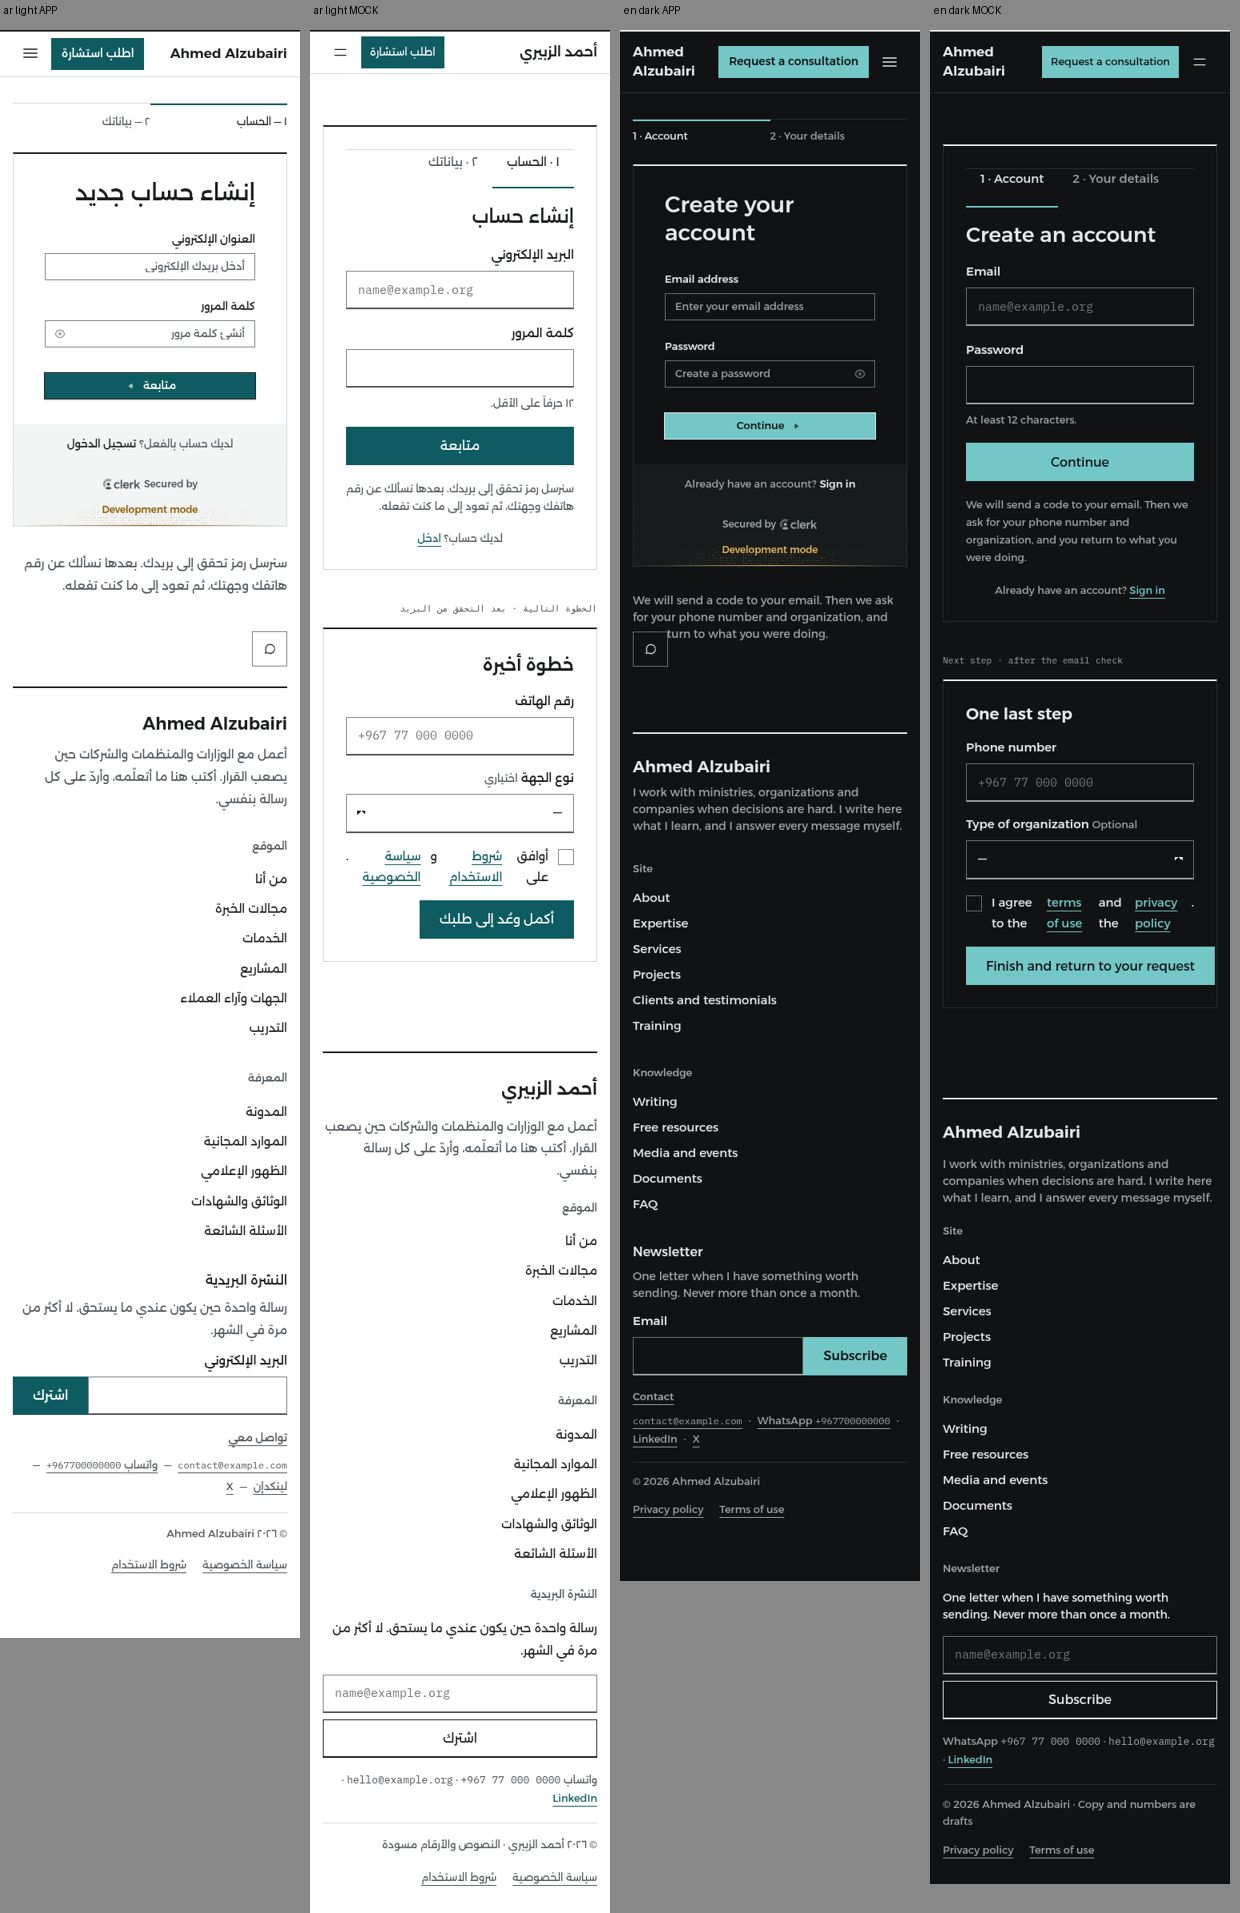 ar light APP
Ahmed Alzubairi
اطلب استشارة
١ — الحساب
٢ — بياناتك
إنشاء حساب جديد
العنوان الإلكتروني
أدخل بريدك الإلكتروني
كلمة المرور
أنشئ كلمة مرور
متابعة
لديك حساب بالفعل؟ تسجيل الدخول
Secured by clerk
Development mode
سنرسل رمز تحقق إلى بريدك. بعدها نسألك عن رقم
هاتفك وجهتك، ثم تعود إلى ما كنت تفعله.
Ahmed Alzubairi
أعمل مع الوزارات والمنظمات والشركات حين
يصعب القرار. أكتب هنا ما أتعلّمه، وأردّ على كل
رسالة بنفسي.
الموقع
من أنا
مجالات الخبرة
الخدمات
المشاريع
الجهات وآراء العملاء
التدريب
المعرفة
المدونة
الموارد المجانية
الظهور الإعلامي
الوثائق والشهادات
الأسئلة الشائعة
النشرة البريدية
رسالة واحدة حين يكون عندي ما يستحق. لا أكثر من
مرة في الشهر.
البريد الإلكتروني
اشترك
تواصل معي
contact@example.com — واتساب +967700000000 —
لينكدإن — X
© ٢٠٢٦ Ahmed Alzubairi
سياسة الخصوصية شروط الاستخدام
ar light MOCK
أحمد الزبيري
اطلب استشارة
١ · الحساب
٢ · بياناتك
إنشاء حساب
البريد الإلكتروني
name@example.org
كلمة المرور
١٢ حرفاً على الأقل.
متابعة
سنرسل رمز تحقق إلى بريدك. بعدها نسألك عن رقم
هاتفك وجهتك، ثم تعود إلى ما كنت تفعله.
لديك حساب؟ ادخل
الخطوة التالية · بعد التحقق من البريد
خطوة أخيرة
رقم الهاتف
+967 77 000 0000
نوع الجهة اختياري
—
أوافق على شروط الاستخدام و سياسة الخصوصية .
أكمل وعُد إلى طلبك
أحمد الزبيري
أعمل مع الوزارات والمنظمات والشركات حين يصعب
القرار. أكتب هنا ما أتعلّمه، وأردّ على كل رسالة
بنفسي.
الموقع
من أنا
مجالات الخبرة
الخدمات
المشاريع
التدريب
المعرفة
المدونة
الموارد المجانية
الظهور الإعلامي
الوثائق والشهادات
الأسئلة الشائعة
النشرة البريدية
رسالة واحدة حين يكون عندي ما يستحق. لا أكثر من
مرة في الشهر.
name@example.org
اشترك
واتساب +967 77 000 0000 · hello@example.org ·
LinkedIn
© ٢٠٢٦ أحمد الزبيري · النصوص والأرقام مسودة
سياسة الخصوصية شروط الاستخدام
en dark APP
Ahmed
Alzubairi
Request a consultation
1 · Account
2 · Your details
Create your
account
Email address
Enter your email address
Password
Create a password
Continue
Already have an account? Sign in
Secured by clerk
Development mode
We will send a code to your email. Then we ask
for your phone number and organization, and
turn to what you were doing.
Ahmed Alzubairi
I work with ministries, organizations and
companies when decisions are hard. I write here
what I learn, and I answer every message myself.
Site
About
Expertise
Services
Projects
Clients and testimonials
Training
Knowledge
Writing
Free resources
Media and events
Documents
FAQ
Newsletter
One letter when I have something worth
sending. Never more than once a month.
Email
Subscribe
Contact
contact@example.com · WhatsApp +967700000000 ·
LinkedIn · X
© 2026 Ahmed Alzubairi
Privacy policy Terms of use
en dark MOCK
Ahmed
Alzubairi
Request a consultation
1 · Account
2 · Your details
Create an account
Email
name@example.org
Password
At least 12 characters.
Continue
We will send a code to your email. Then we
ask for your phone number and
organization, and you return to what you
were doing.
Already have an account? Sign in
Next step · after the email check
One last step
Phone number
+967 77 000 0000
Type of organization Optional
—
I agree to the terms of use and the privacy policy .
Finish and return to your request
Ahmed Alzubairi
I work with ministries, organizations and
companies when decisions are hard. I write here
what I learn, and I answer every message myself.
Site
About
Expertise
Services
Projects
Training
Knowledge
Writing
Free resources
Media and events
Documents
FAQ
Newsletter
One letter when I have something worth
sending. Never more than once a month.
name@example.org
Subscribe
WhatsApp +967 77 000 0000 · hello@example.org
· LinkedIn
© 2026 Ahmed Alzubairi · Copy and numbers are
drafts
Privacy policy Terms of use